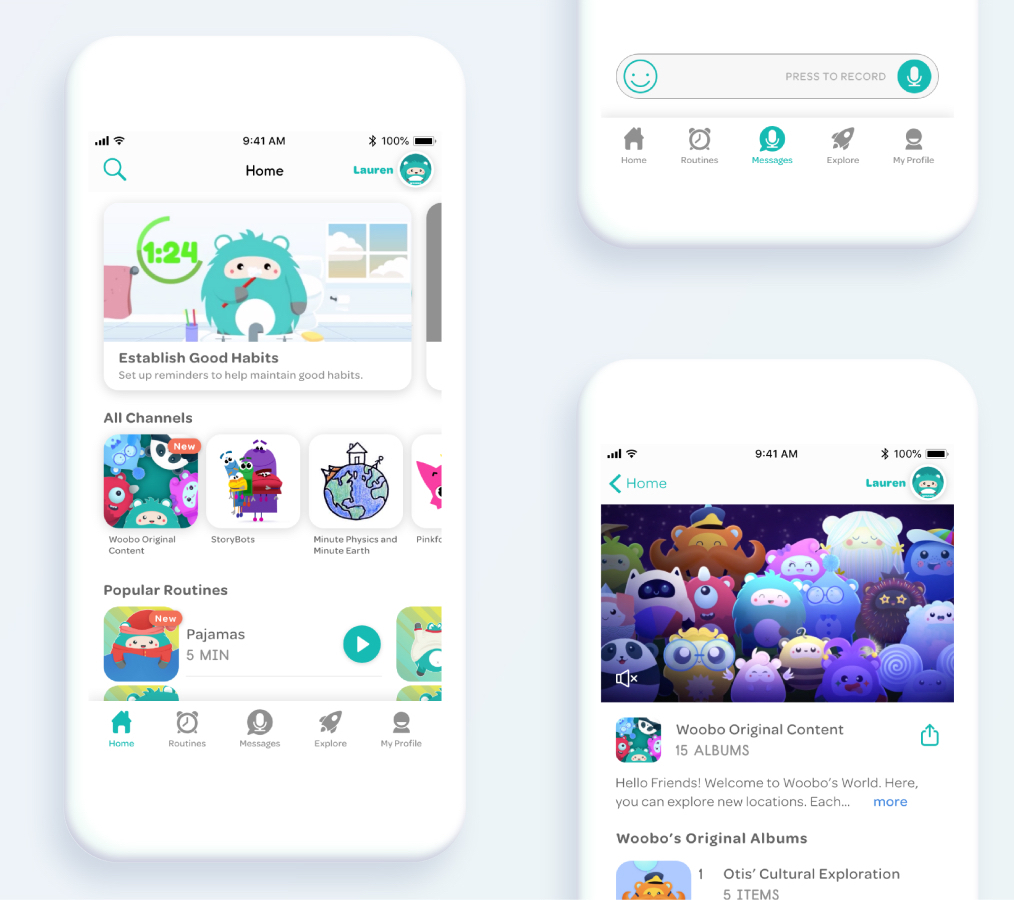 9:41 AM
100%
Home
Lauren
1:24
Establish Good Habits
Set up reminders to help maintain good habits.
All Channels
New
Woobo Original
Content
StoryBots
Minute Physics and
Minute Earth
Popular Routines
New
Pajamas
5 MIN
Home
Routines
Messages
Explore
My Profile
PRESS TO RECORD
Home
Routines
Messages
Explore
My Profile
9:41 AM
100%
Home
Lauren
Woobo Original Content
15 ALBUMS
Hello Friends! Welcome to Woobo's World. Here,
you can explore new locations. Each... more
Woobo's Original Albums
1 Otis' Cultural Exploration
5 ITEMS